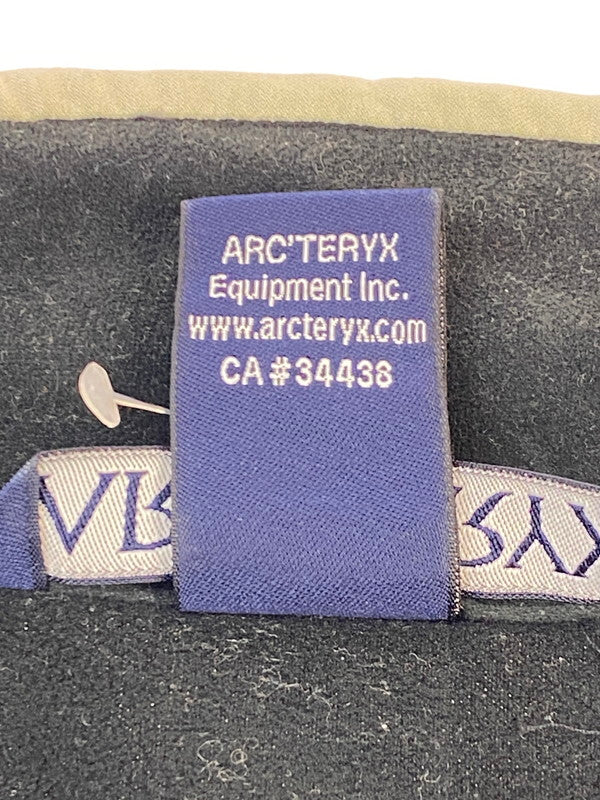 ARC'TERYX
Equipment Inc.
www.arcteryx.com
CA#34438